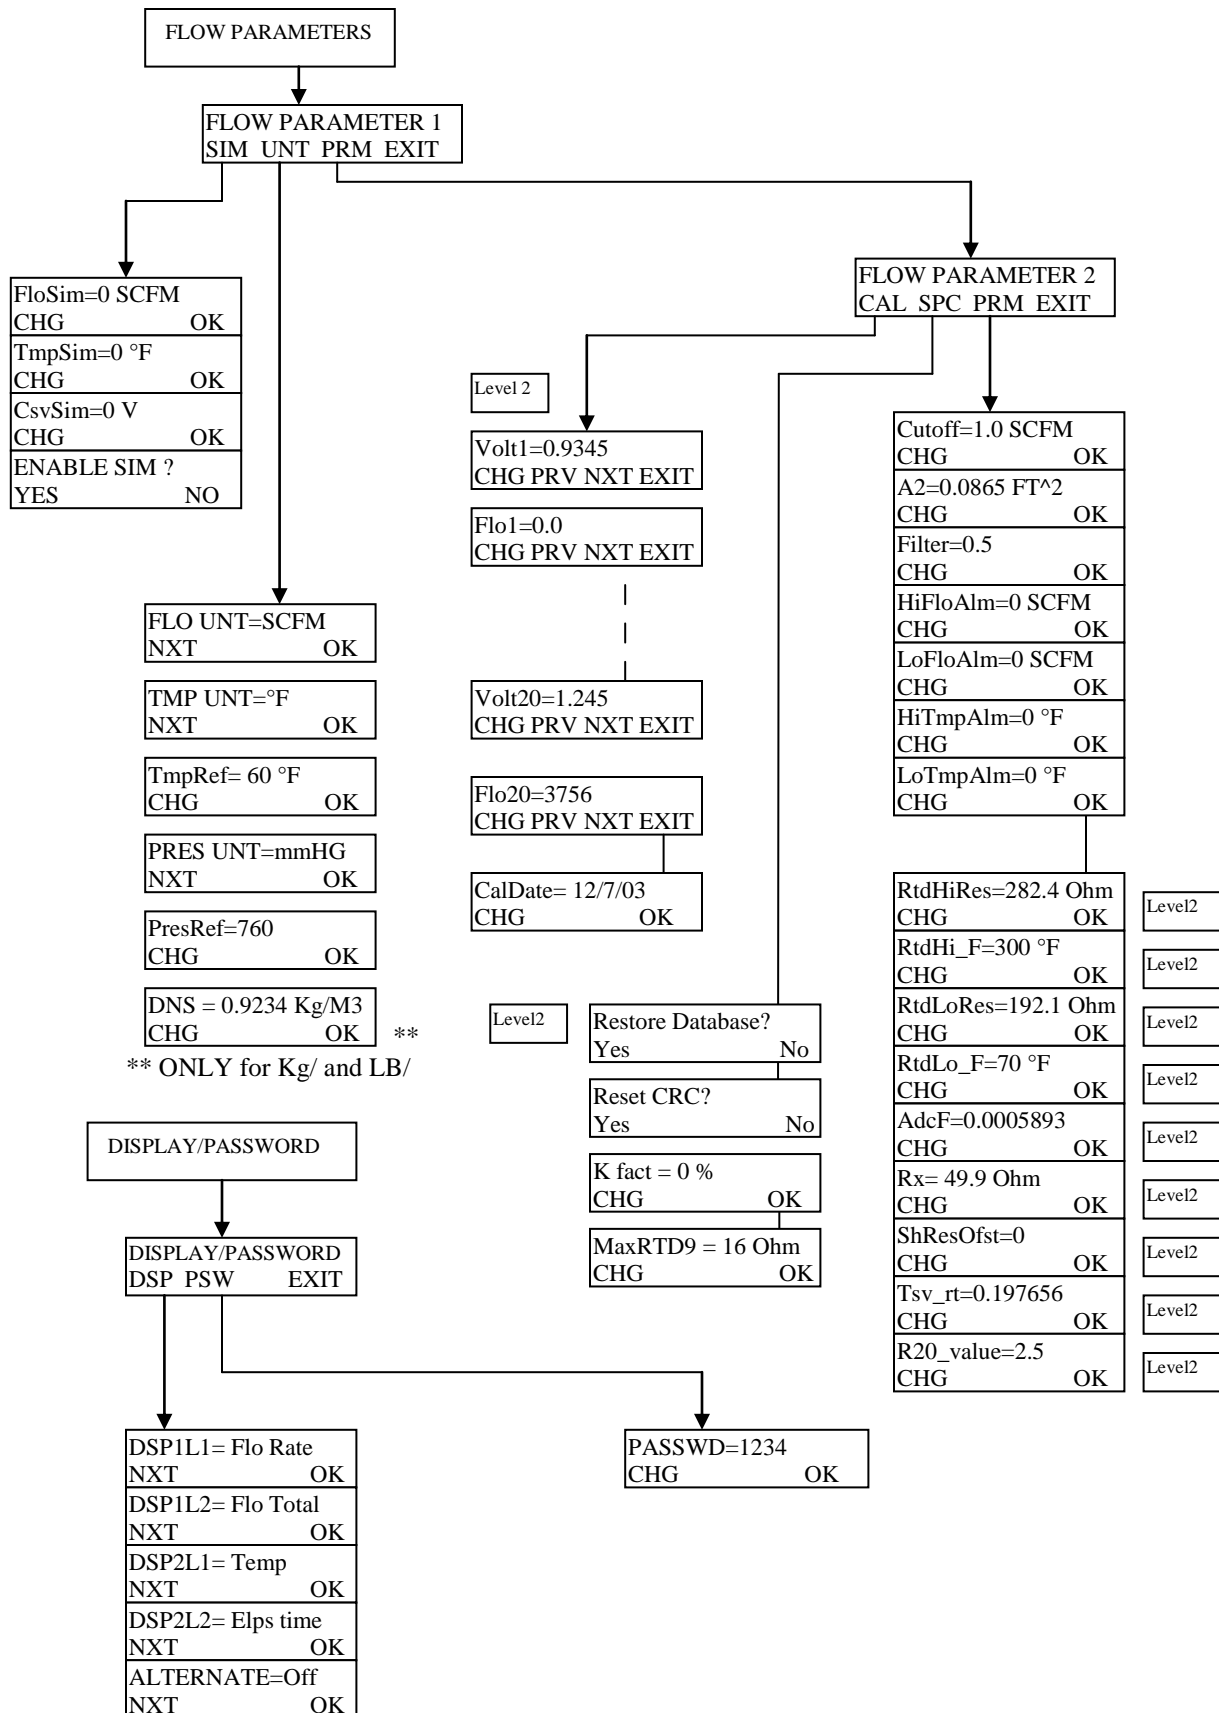 FLOW PARAMETERS
FLOW PARAMETER 1
SIM UNT PRM EXIT
FloSim=0 SCFM
CHG OK
TmpSim=0 °F
CHG OK
CsvSim=0 V
CHG OK
ENABLE SIM ?
YES NO
FLO UNT=SCFM
NXT OK
TMP UNT=°F
NXT OK
TmpRef= 60 °F
CHG OK
PRES UNT=mmHG
NXT OK
PresRef=760
CHG OK
DNS = 0.9234 Kg/M3
CHG OK
**
** ONLY for Kg/ and LB/
FLOW PARAMETER 2
CAL SPC PRM EXIT
Level 2
Volt1=0.9345
CHG PRV NXT EXIT
Flo1=0.0
CHG PRV NXT EXIT
Volt20=1.245
CHG PRV NXT EXIT
Flo20=3756
CHG PRV NXT EXIT
CalDate= 12/7/03
CHG OK
Level2
Restore Database?
Yes No
Reset CRC?
Yes No
K fact = 0 %
CHG OK
MaxRTD9 = 16 Ohm
CHG OK
Cutoff=1.0 SCFM
CHG OK
A2=0.0865 FT^2
CHG OK
Filter=0.5
CHG OK
HiFloAlm=0 SCFM
CHG OK
LoFloAlm=0 SCFM
CHG OK
HiTmpAlm=0 °F
CHG OK
LoTmpAlm=0 °F
CHG OK
RtdHiRes=282.4 Ohm
CHG OK
Level2
RtdHi_F=300 °F
CHG OK
Level2
RtdLoRes=192.1 Ohm
CHG OK
Level2
RtdLo_F=70 °F
CHG OK
Level2
AdcF=0.0005893
CHG OK
Level2
Rx= 49.9 Ohm
CHG OK
Level2
ShResOfst=0
CHG OK
Level2
Tsv_rt=0.197656
CHG OK
Level2
R20_value=2.5
CHG OK
Level2
DISPLAY/PASSWORD
DISPLAY/PASSWORD
DSP PSW EXIT
DSP1L1= Flo Rate
NXT OK
DSP1L2= Flo Total
NXT OK
DSP2L1= Temp
NXT OK
DSP2L2= Elps time
NXT OK
ALTERNATE=Off
NXT OK
PASSWD=1234
CHG OK